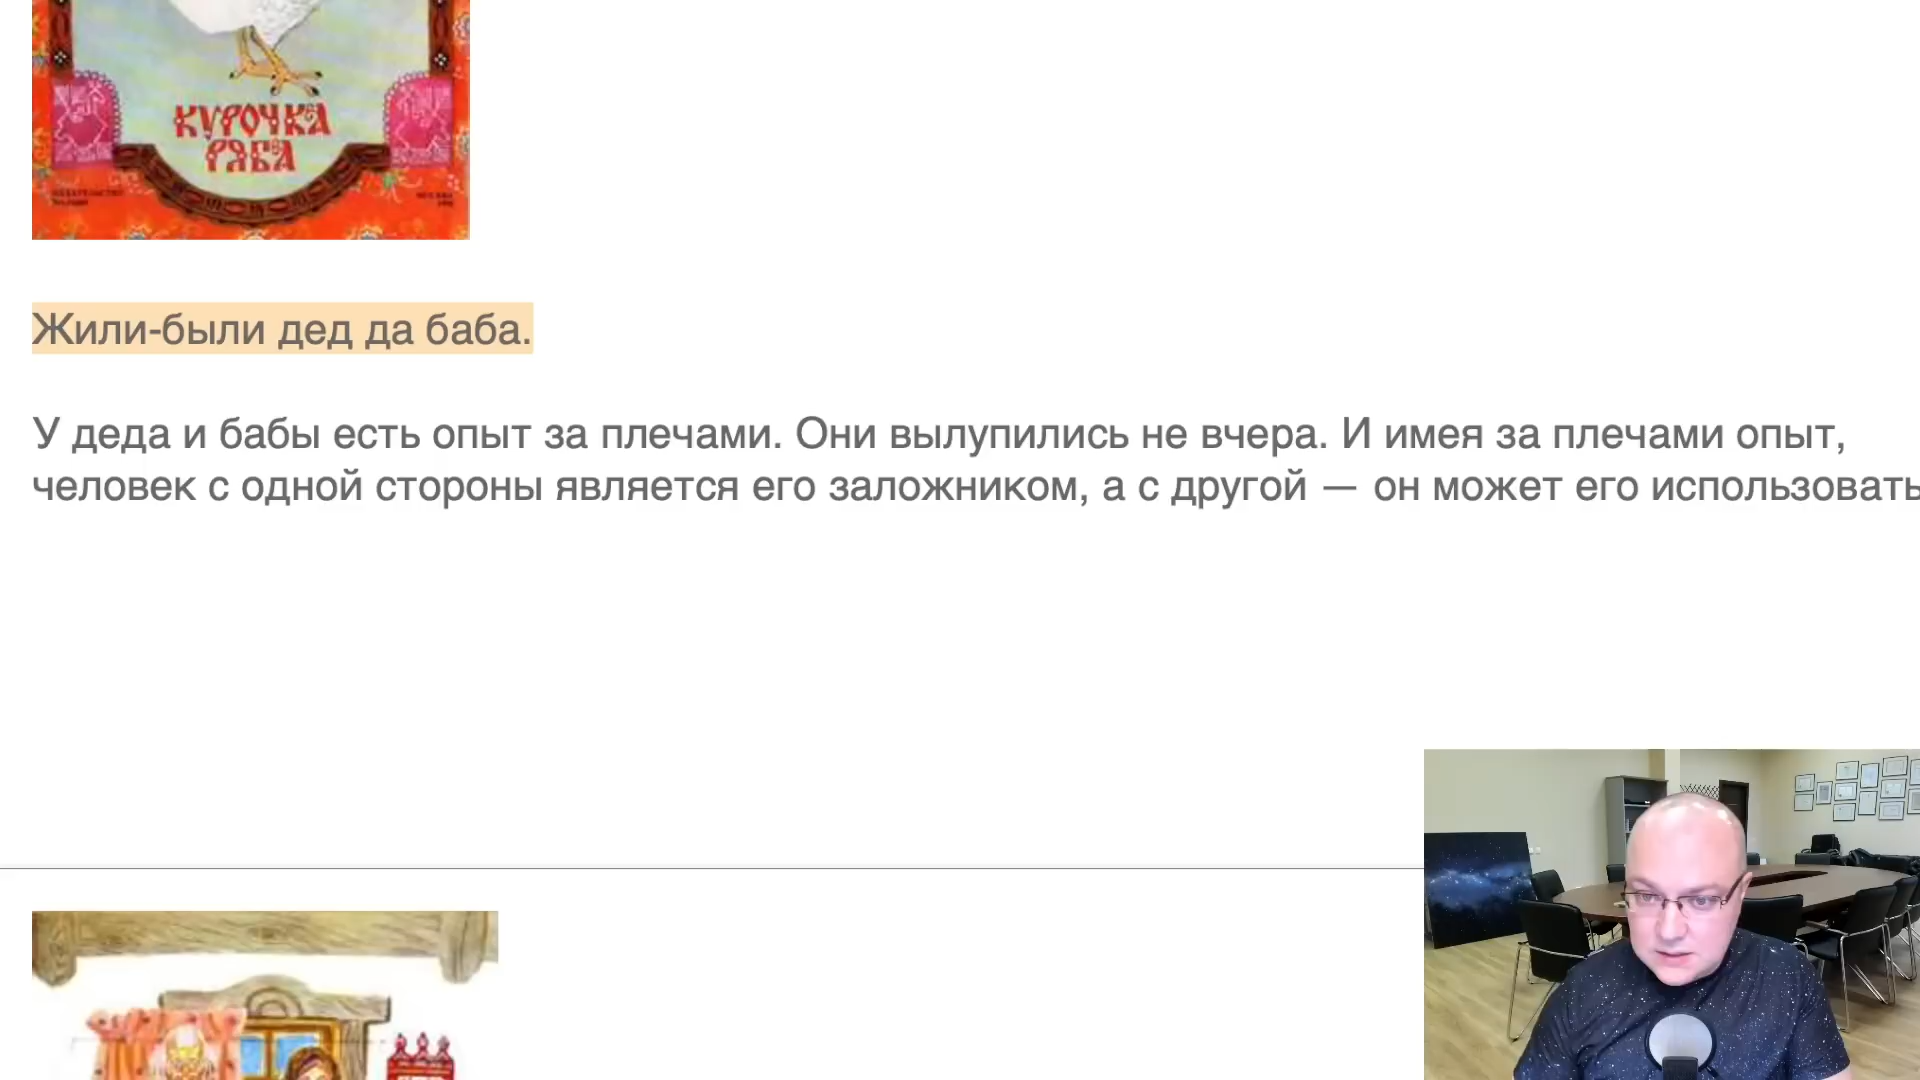 КУРОЧКА
РЯБА
Жили-были дед да баба.
У деда и бабы есть опыт за плечами. Они вылупились не вчера. И имея за плечами опыт,
человек с одной стороны является его заложником, а с другой — он может его использовать